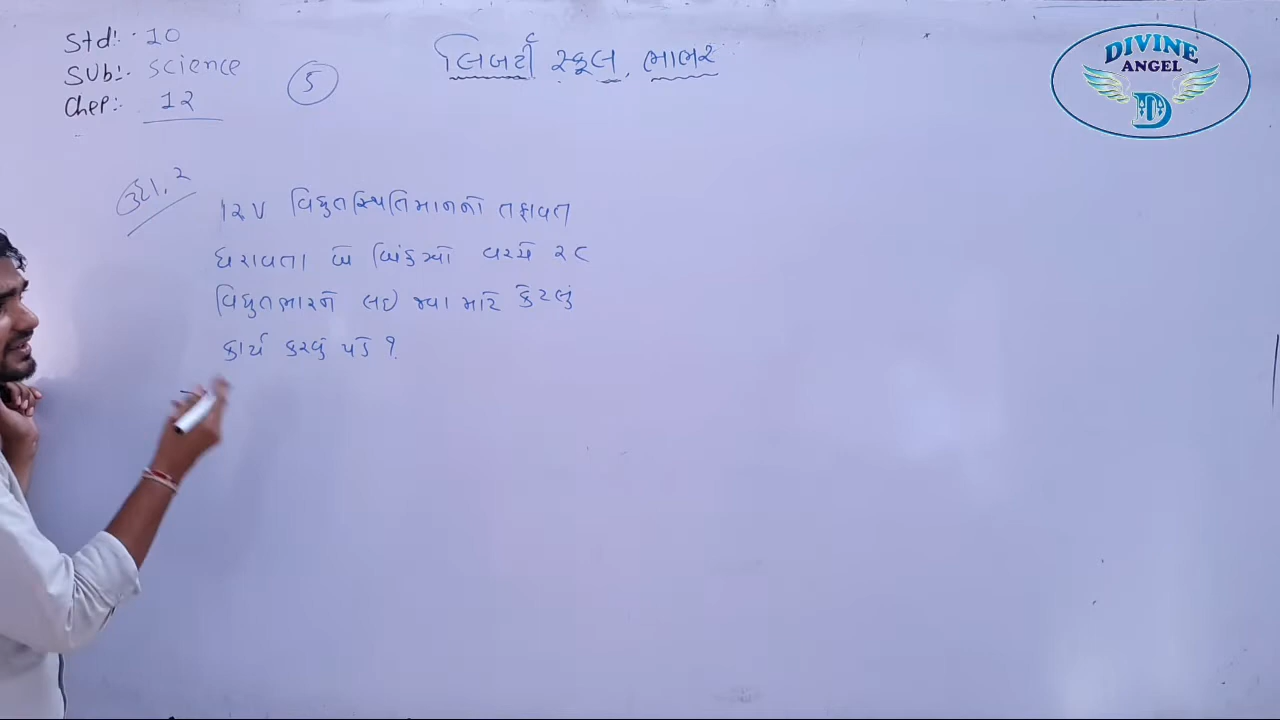 Std:- 10
Sub:- Science
Chep:- 12
5
લિબર્ટી સ્કૂલ, ભાભર
DIVINE
ANGEL
D
ઉદા. 2
12 V વિદ્યુતસ્થિતિમાનનો તફાવત
ધરાવતા બે બિંદુઓ વચ્ચે 2C
વિદ્યુતભારને લઈ જવા માટે કેટલું
કાર્ય કરવું પડે ?